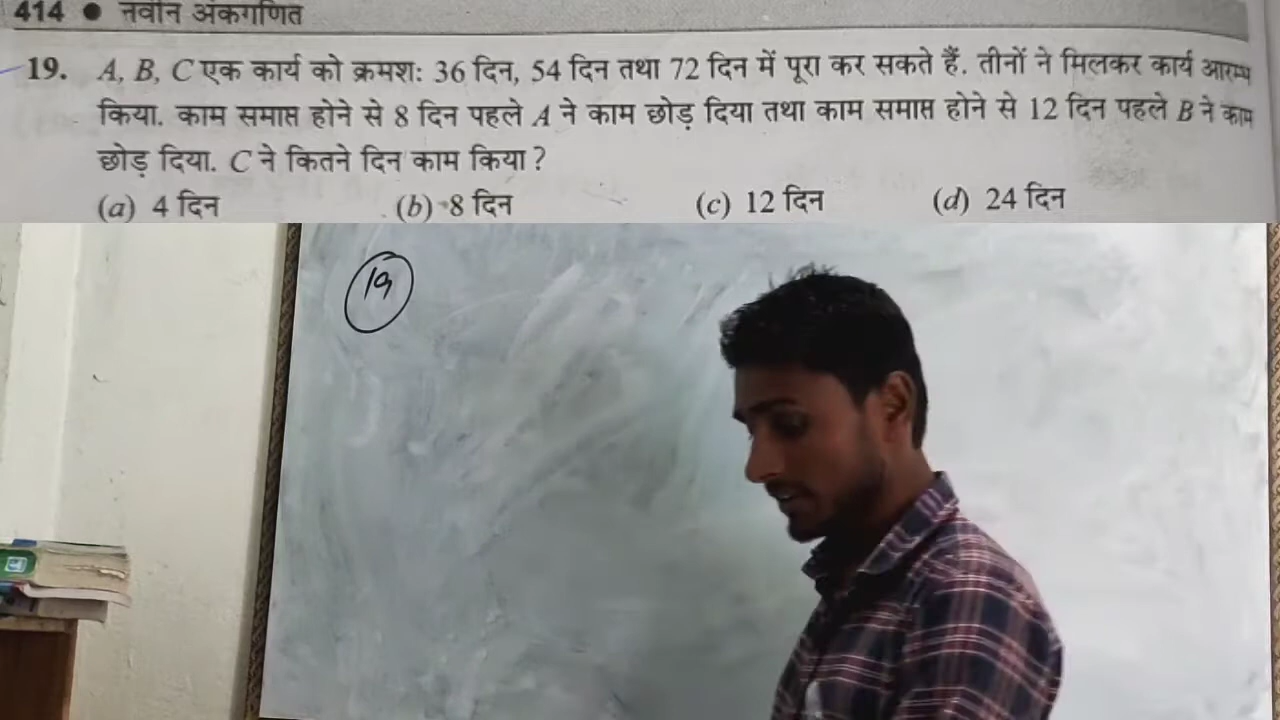 414 ● नवीन अंकगणित
19. A, B, C एक कार्य को क्रमशः 36 दिन, 54 दिन तथा 72 दिन में पूरा कर सकते हैं. तीनों ने मिलकर कार्य आरम्भ
किया. काम समाप्त होने से 8 दिन पहले A ने काम छोड़ दिया तथा काम समाप्त होने से 12 दिन पहले B ने काम
छोड़ दिया. C ने कितने दिन काम किया ?
(a) 4 दिन (b) 8 दिन (c) 12 दिन (d) 24 दिन
19